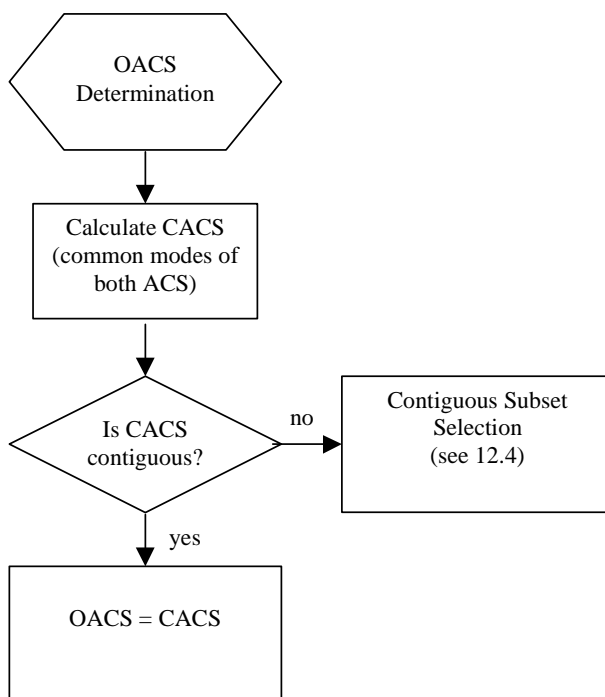 OACS
Determination
Calculate CACS
(common modes of
both ACS)
Is CACS
contiguous?
no
Contiguous Subset
Selection
(see 12.4)
yes
OACS = CACS